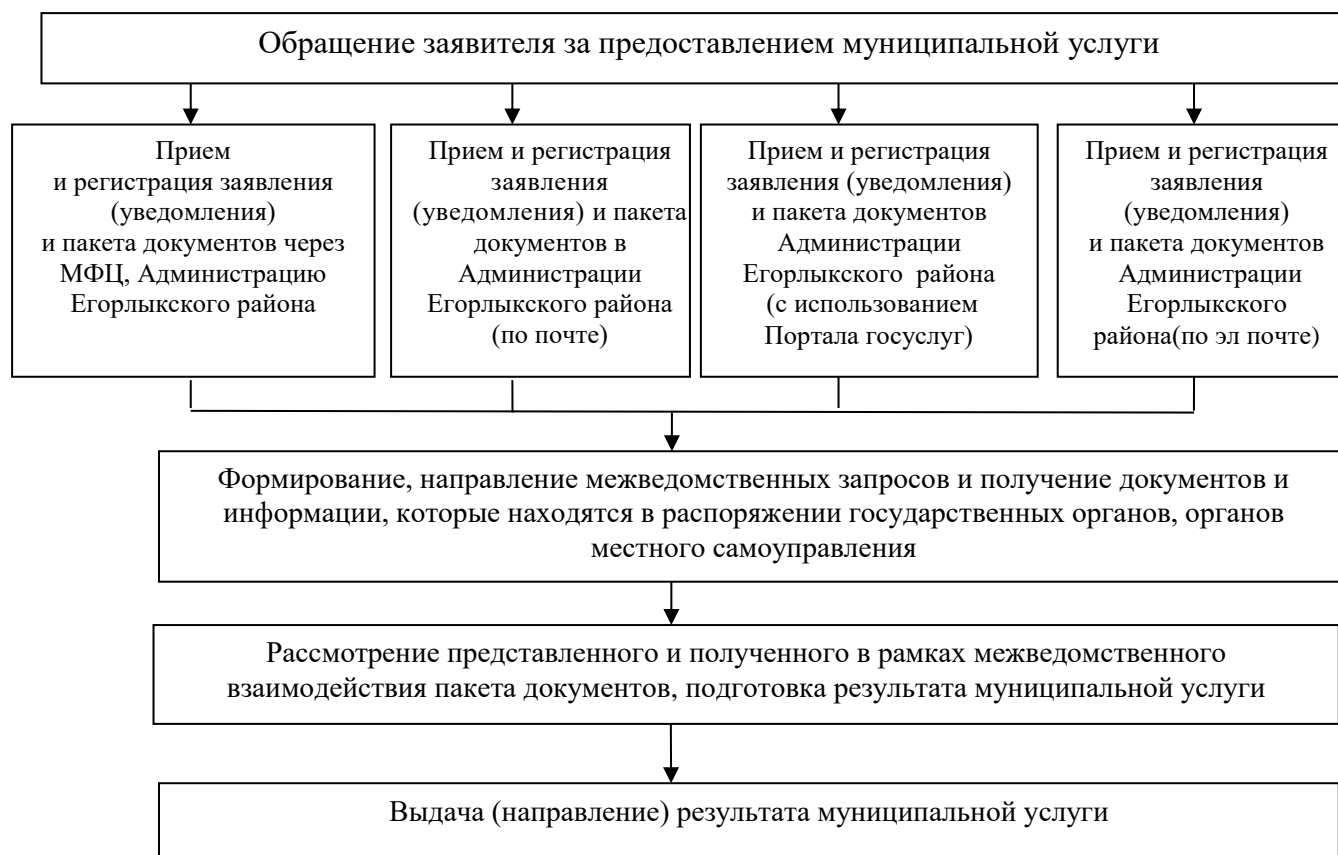 Обращение заявителя за предоставлением муниципальной услуги
Прием
и регистрация заявления
(уведомления)
и пакета документов через
МФЦ, Администрацию
Егорлыкского района
Прием и регистрация
заявления
(уведомления) и пакета
документов в
Администрации
Егорлыкского района
(по почте)
Прием и регистрация
заявления (уведомления)
и пакета документов
Администрации
Егорлыкского района
(с использованием
Портала госуслуг)
Прием и регистрация
заявления
(уведомления)
и пакета документов
Администрации
Егорлыкского
района(по эл почте)
Формирование, направление межведомственных запросов и получение документов и
информации, которые находятся в распоряжении государственных органов, органов
местного самоуправления
Рассмотрение представленного и полученного в рамках межведомственного
взаимодействия пакета документов, подготовка результата муниципальной услуги
Выдача (направление) результата муниципальной услуги